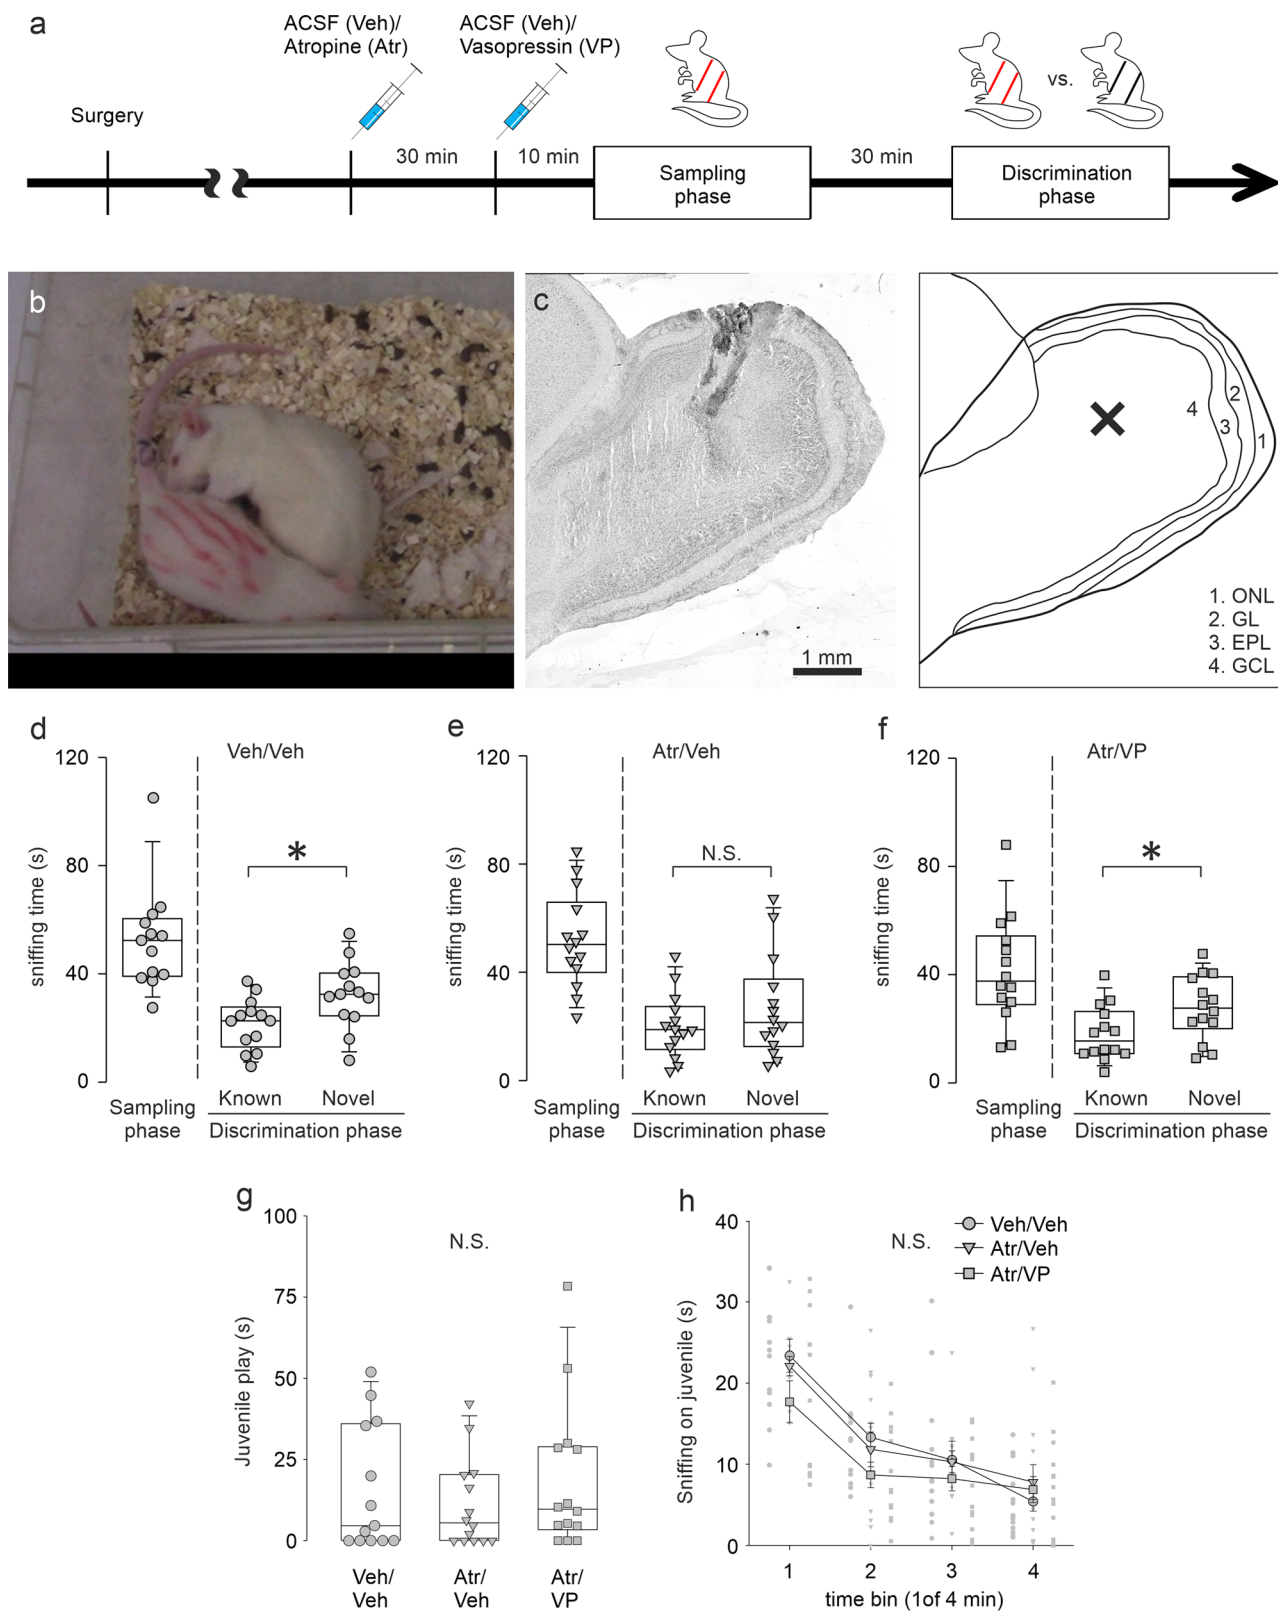 a
ACSF (Veh)/
Atropine (Atr)
ACSF (Veh)/
Vasopressin (VP)
vs.
Surgery
30 min
10 min
Sampling
phase
30 min
Discrimination
phase
b
c
1 mm
1
2
3
4
1. ONL
2. GL
3. EPL
4. GCL
d
Veh/Veh
120
80
40
0
sniffing time (s)
*
Sampling
phase
Known
Novel
Discrimination phase
e
Atr/Veh
120
80
40
0
sniffing time (s)
N.S.
Sampling
phase
Known
Novel
Discrimination phase
f
Atr/VP
120
80
40
0
sniffing time (s)
*
Sampling
phase
Known
Novel
Discrimination phase
g
N.S.
100
75
50
25
0
Juvenile play (s)
Veh/
Veh
Atr/
Veh
Atr/
VP
h
N.S.
Veh/Veh
Atr/Veh
Atr/VP
40
30
20
10
0
Sniffing on juvenile (s)
1
2
3
4
time bin (1of 4 min)